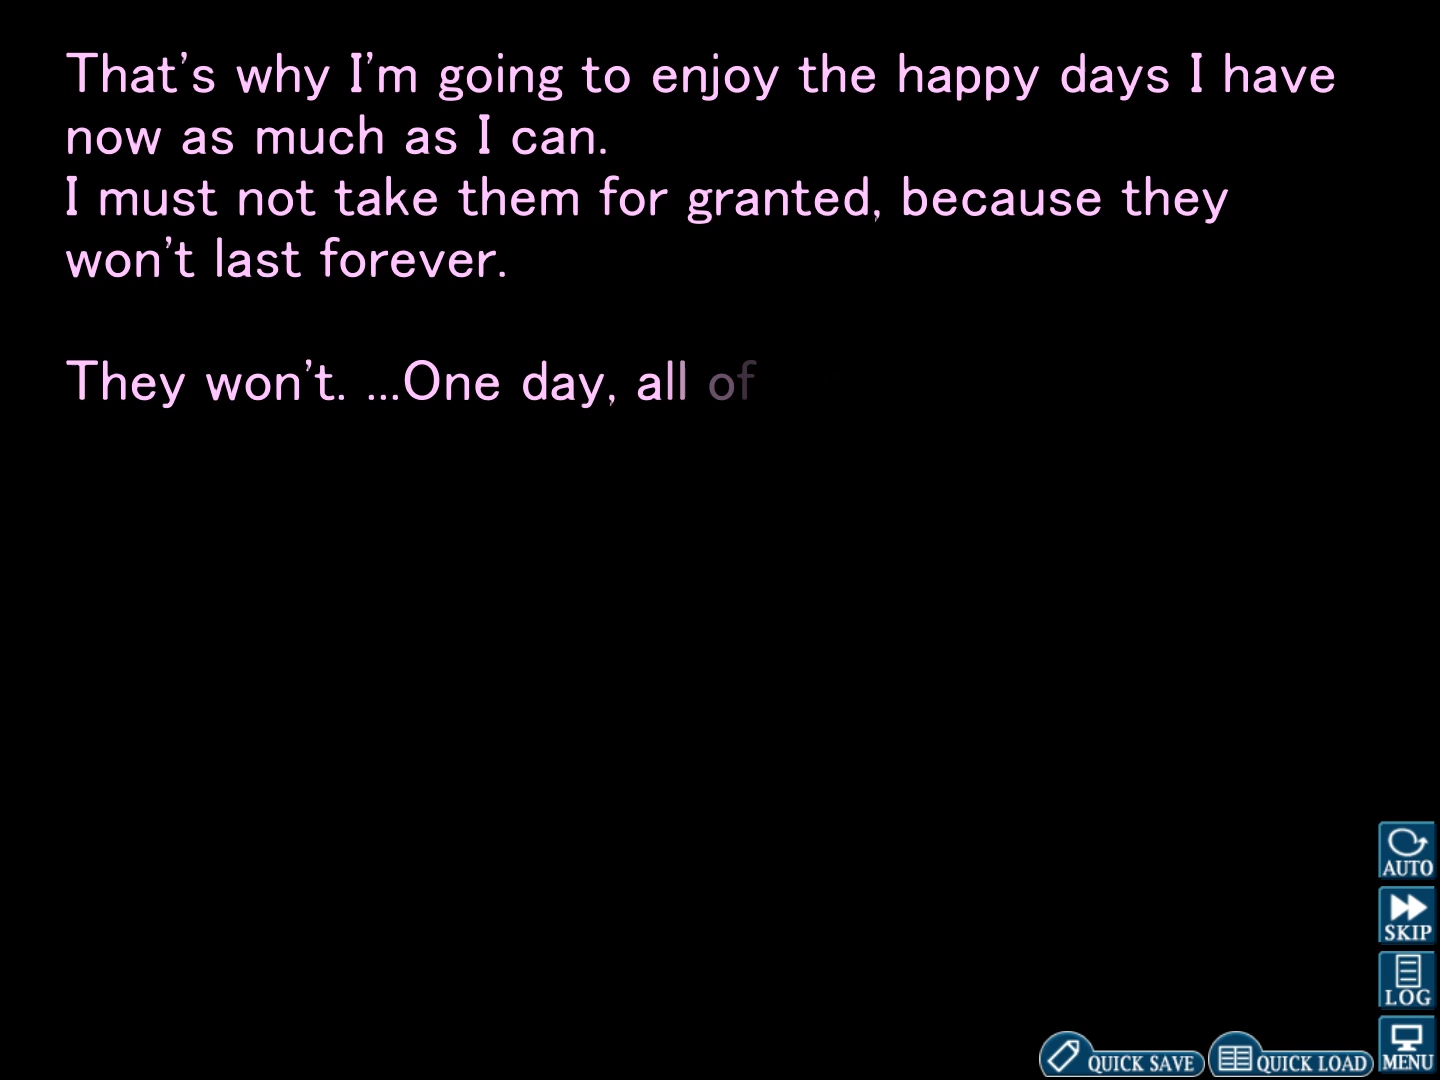 That's why I'm going to enjoy the happy days I have
now as much as I can.
I must not take them for granted, because they
won't last forever.
They won't. ...One day, all of
AUTO
SKIP
LOG
QUICK SAVE
QUICK LOAD
MENU